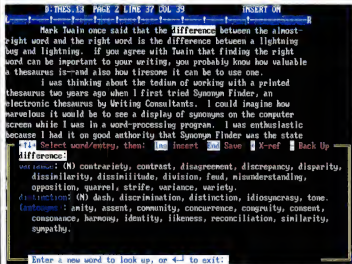 D:THES.13 PAGE 2 LINE 37 COL 39 INSERT ON
Mark Twain once said that the difference between the almost-
right word and the right word is the difference between a lightning
bug and lightning. if you agree with Twain that finding the right
word can be important to your writing, you probably know how valuable
a thesaurus is--and also how tiresome it can be to use one.
i was thinking about the tedium of working with a printed
thesaurus two years ago when I first tried Synonym Finder, an
electronic thesaurus by Writing Consultants. I could imagine how
marvelous it would be to see a display of synonyms on the computer
screen while I was in a word-processing program. I was enthusiastic
because I had it on good authority that Synonym Finder was the state
Select word/entry, then: Ins insert End Save + X-ref - Back Up
difference:
variance: (N) contrariety, contrast, disagreement, discrepancy, disparity,
dissimilarity, dissimilitude, division, feud, misunderstanding,
opposition, quarrel, strife, variance, variety.
distinction: (N) dash, discrimination, distinction, idiosyncrasy, tone.
(antonyms: amity, assent, community, concurrence, congruity, consent,
consonance, harmony, identity, likeness, reconciliation, similarity,
sympathy.
Enter a new word to look up, or ↵ to exit: